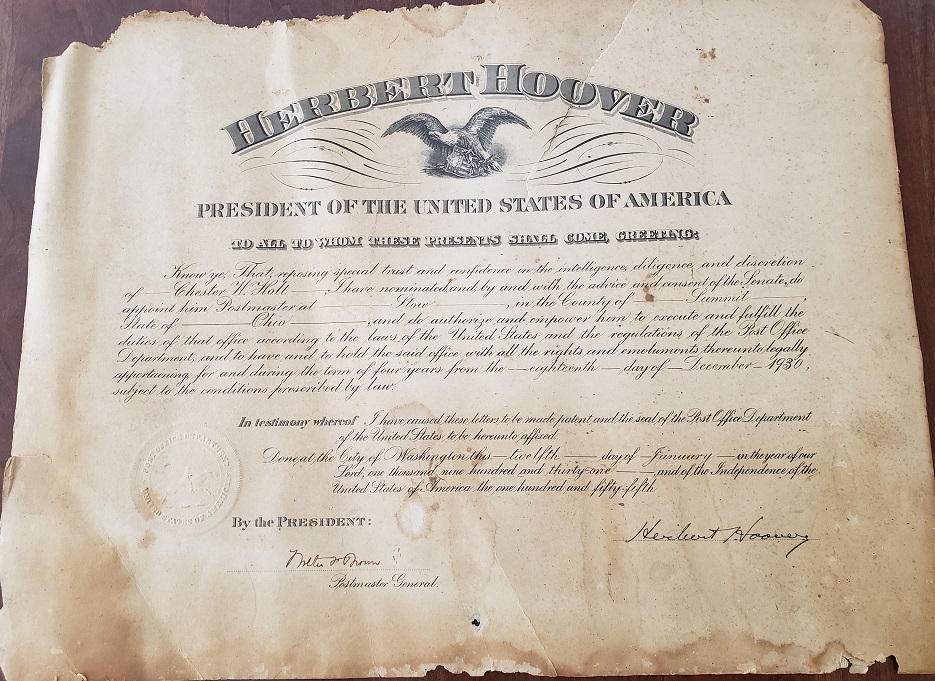 HERBERT HOOVER
PRESIDENT OF THE UNITED STATES OF AMERICA
TO ALL TO WHOM THESE PRESENTS SHALL COME, GREETING:
Know ye, That, reposing special trust and confidence in the intelligence, diligence, and discretion
of Chester W. Holt, I have nominated, and, by and with the advice and consent of the Senate, do
appoint him Postmaster at Stow, in the County of Summit,
State of Ohio, and do authorize and empower him to execute and fulfill the
duties of that office according to the laws of the United States and the regulations of the Post Office
Department, and to have and to hold the said office, with all the rights and emoluments thereunto legally
appertaining, for and during the term of four years from the eighteenth day of December 1930,
subject to the conditions prescribed by law.
In testimony whereof I have caused these letters to be made patent and the seal of the Post Office Department
of the United States to be hereunto affixed.
Done at the City of Washington this twelfth day of January in the year of our
Lord, one thousand, nine hundred and thirty-one and of the Independence of the
United States of America, the one hundred and fifty-fifth.
POST OFFICE DEPARTMENT
UNITED STATES OF AMERICA
By the PRESIDENT:
Herbert Hoover
Walter F Brown
Postmaster General.